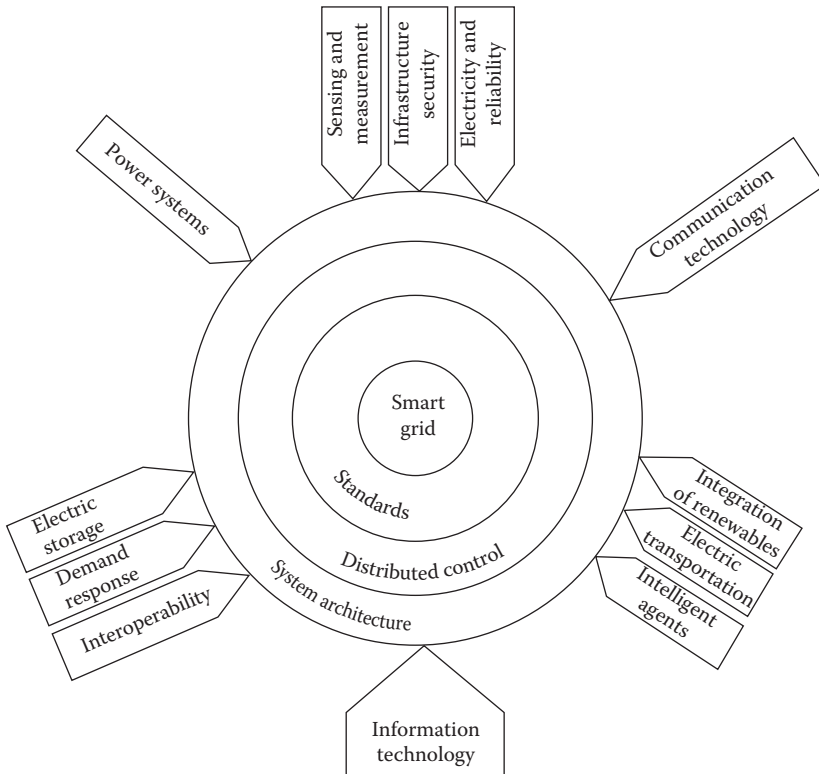 Sensing and
measurement
Infrastructure
security
Electricity and
reliability
Power systems
Communication
technology
Smart
grid
Standards
Distributed control
System architecture
Electric
storage
Demand
response
Interoperability
Integration
of renewables
Electric
transportation
Intelligent
agents
Information
technology